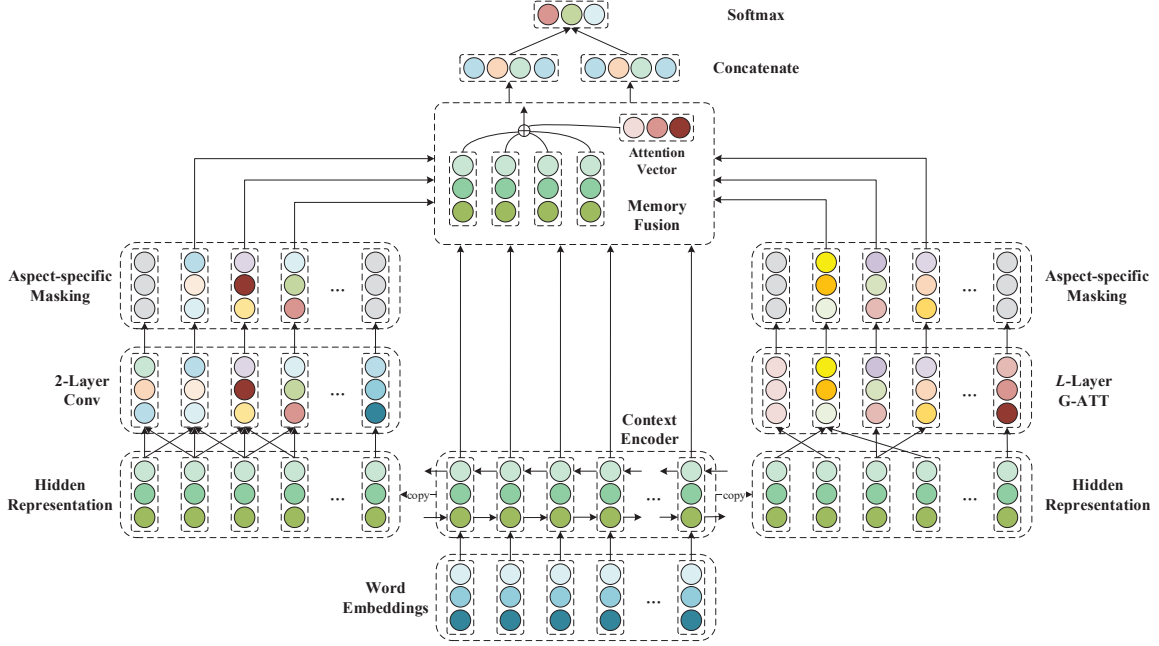 Softmax
Concatenate
Attention
Vector
Memory
Fusion
Aspect-specific
Masking
...
...
Aspect-specific
Masking
2-Layer
Conv
...
...
L-Layer
G-ATT
Context
Encoder
Hidden
Representation
...
copy
...
copy
...
Hidden
Representation
Word
Embeddings
...